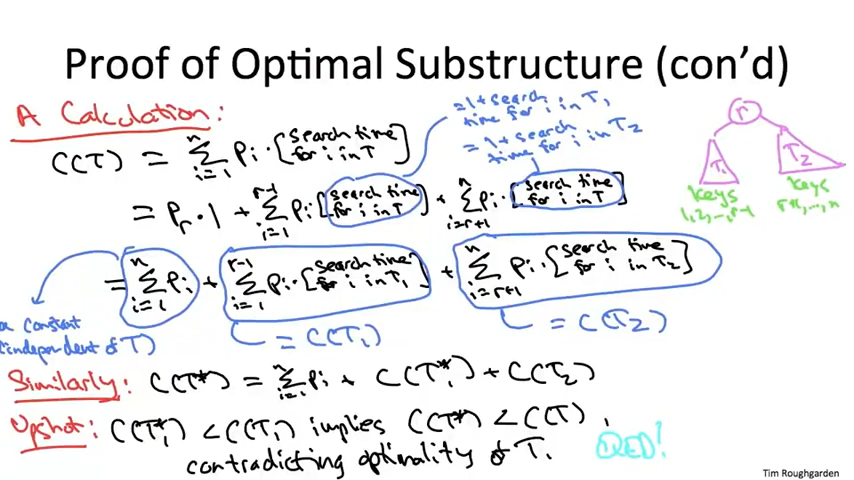 Proof of Optimal Substructure (con'd)
A Calculation:
C(T) = Σ_{i=1}^{n} p_i · [search time for i in T]
= 1 + search time for i in T_1
= 1 + search time for i in T_2
= p_r · 1 + Σ_{i=1}^{r-1} p_i [search time for i in T] + Σ_{i=r+1}^{n} p_i · [search time for i in T]
= Σ_{i=1}^{n} p_i + Σ_{i=1}^{r-1} p_i · [search time for i in T_1] + Σ_{i=r+1}^{n} p_i · [search time for i in T_2]
a constant
(independent of T)
= C(T_1)
= C(T_2)
r
T_1
T_2
keys
1,2,...,r-1
keys
r+1,...,n
Similarly: C(T*) = Σ_{i=1}^{n} p_i + C(T_1*) + C(T_2)
Upshot: C(T_1*) < C(T_1) implies C(T*) < C(T),
contradicting optimality of T.
QED!
Tim Roughgarden